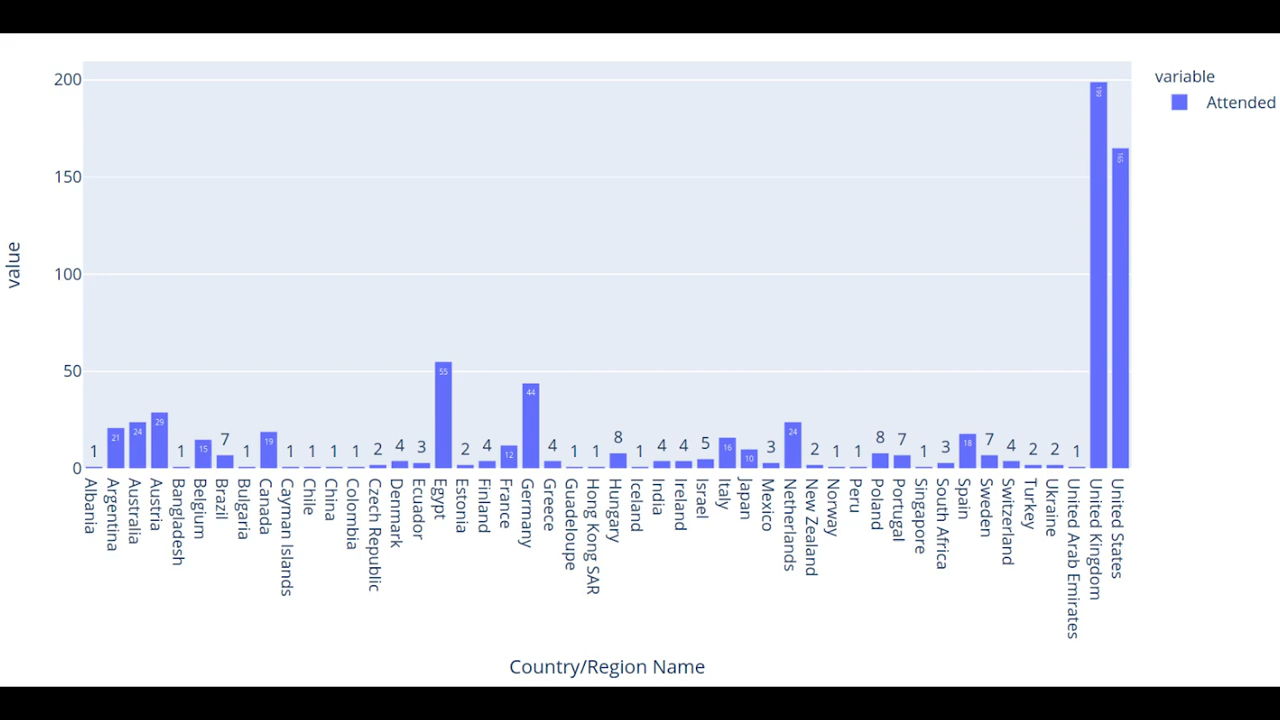 variable
Attended
200
150
100
50
0
value
1
21
24
29
1
15
7
1
19
1
1
1
1
2
4
3
55
2
4
12
44
4
1
1
8
1
4
4
5
16
10
3
24
2
1
1
8
7
1
3
18
7
4
2
2
1
199
165
Albania
Argentina
Australia
Austria
Bangladesh
Belgium
Brazil
Bulgaria
Canada
Cayman Islands
Chile
China
Colombia
Czech Republic
Denmark
Ecuador
Egypt
Estonia
Finland
France
Germany
Greece
Guadeloupe
Hong Kong SAR
Hungary
Iceland
India
Ireland
Israel
Italy
Japan
Mexico
Netherlands
New Zealand
Norway
Peru
Poland
Portugal
Singapore
South Africa
Spain
Sweden
Switzerland
Turkey
Ukraine
United Arab Emirates
United Kingdom
United States
Country/Region Name